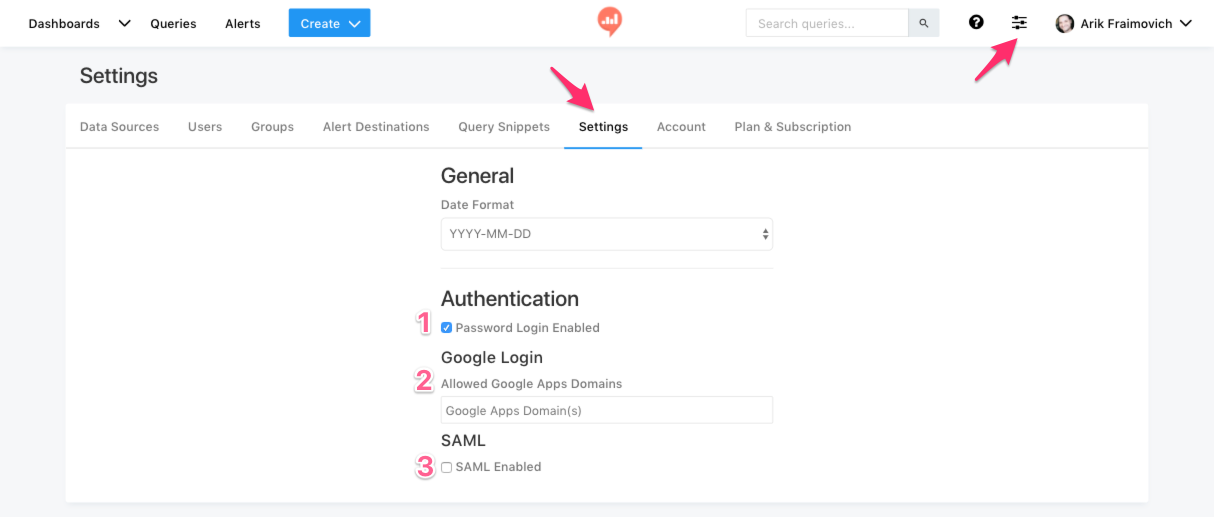 Dashboards Queries Alerts Create Search queries... Arik Fraimovich
Settings
Data Sources Users Groups Alert Destinations Query Snippets Settings Account Plan & Subscription
General
Date Format
YYYY-MM-DD
Authentication
1 Password Login Enabled
Google Login
2 Allowed Google Apps Domains
Google Apps Domain(s)
SAML
3 SAML Enabled